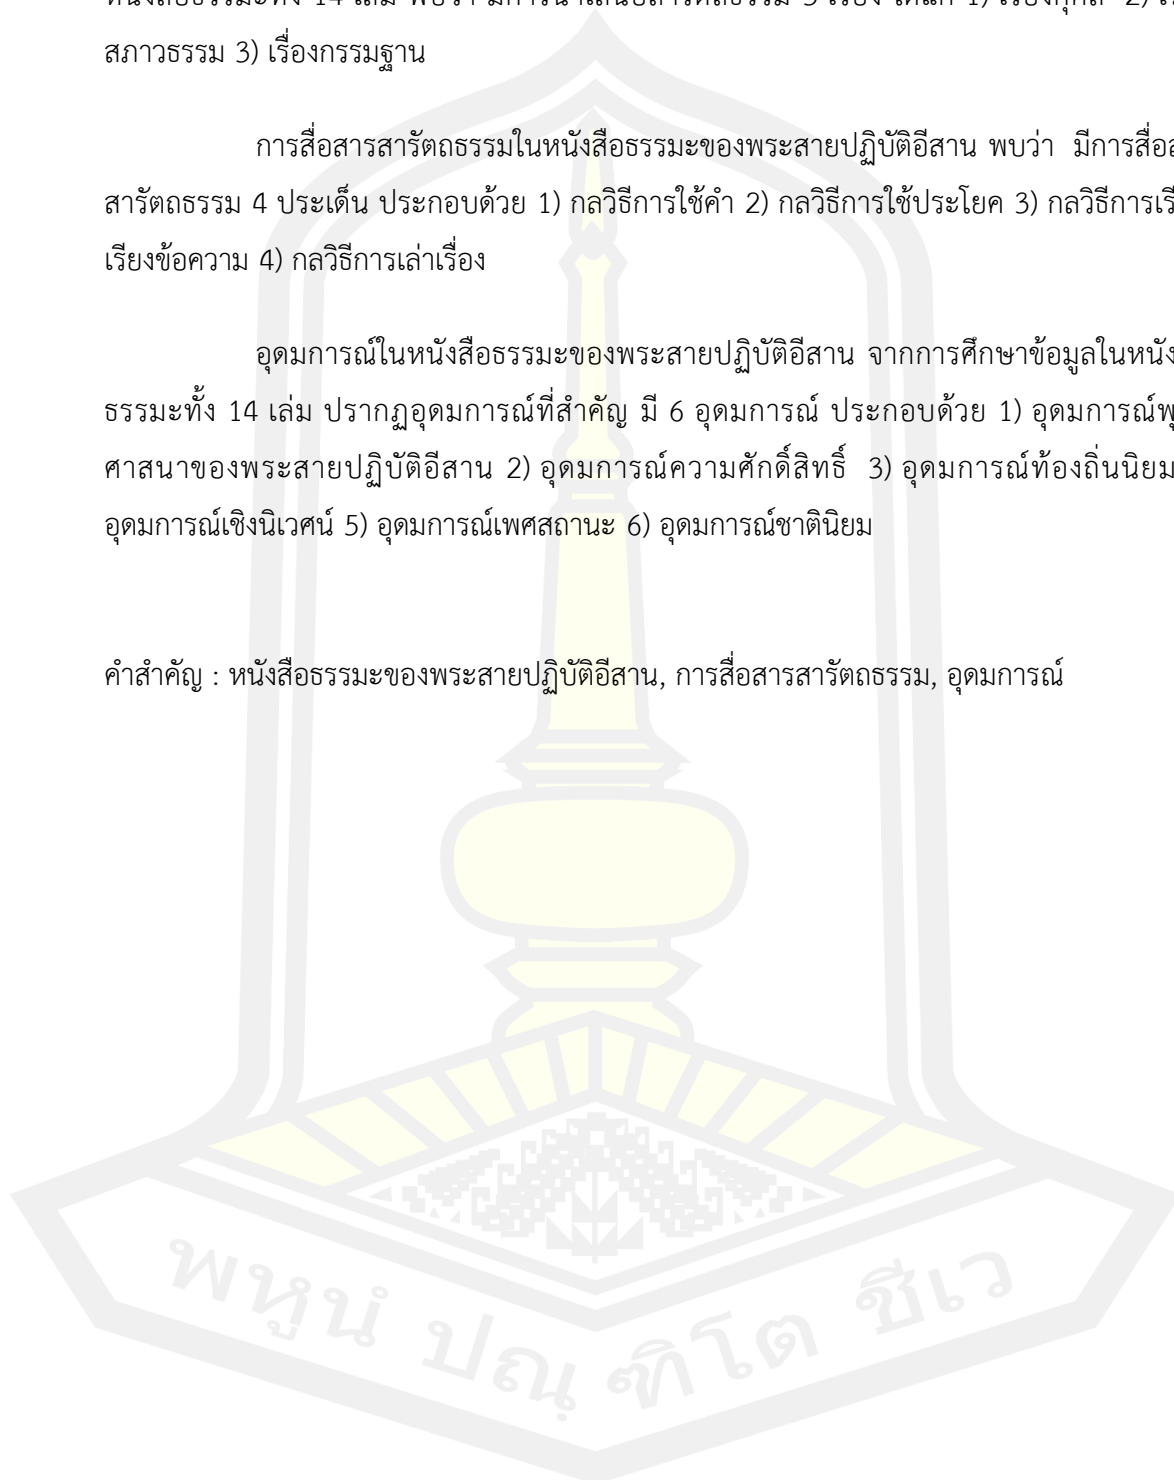 สภาวธรรม 3) เรื่องกรรมฐาน
การสื่อสารสารัตถธรรมในหนังสือธรรมะของพระสายปฏิบัติอีสาน พบว่า มีการสื่อ
สารัตถธรรม 4 ประเด็น ประกอบด้วย 1) กลวิธีการใช้คำ 2) กลวิธีการใช้ประโยค 3) กลวิธีการ
เรียงข้อความ 4) กลวิธีการเล่าเรื่อง
อุดมการณ์ในหนังสือธรรมะของพระสายปฏิบัติอีสาน จากการศึกษาข้อมูลในหนัง
ธรรมะทั้ง 14 เล่ม ปรากฏอุดมการณ์ที่สำคัญ มี 6 อุดมการณ์ ประกอบด้วย 1) อุดมการณ์พุ
ศาสนาของพระสายปฏิบัติอีสาน 2) อุดมการณ์ความศักดิ์สิทธิ์ 3) อุดมการณ์ท้องถิ่นนิยม
อุดมการณ์เชิงนิเวศน์ 5) อุดมการณ์เพศสถานะ 6) อุดมการณ์ชาตินิยม
คำสำคัญ : หนังสือธรรมะของพระสายปฏิบัติอีสาน, การสื่อสารสารัตถธรรม, อุดมการณ์
พหูนํ ปณฺฑิโต ชีเว